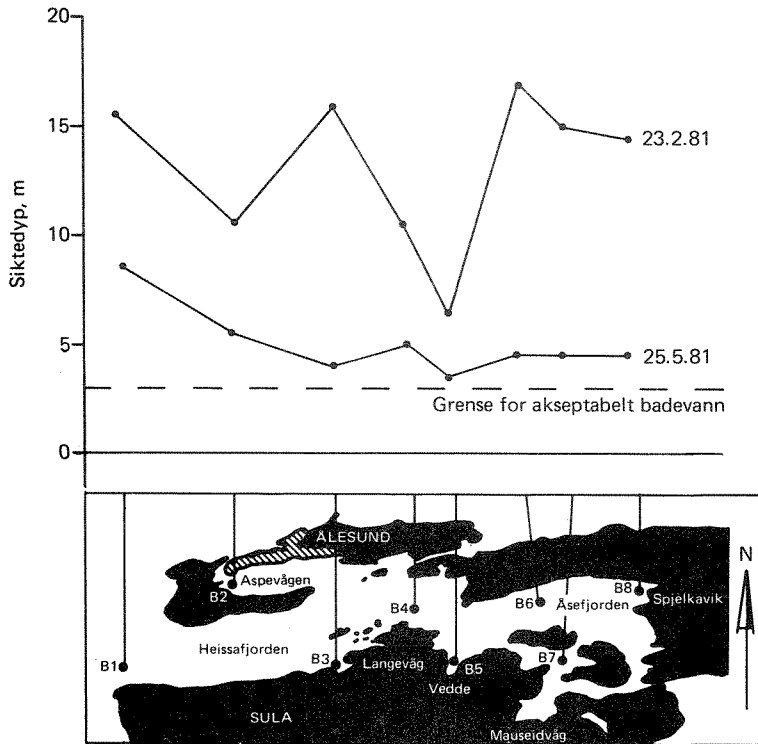 20
15
10
5
0
Siktedyp, m
23.2.81
25.5.81
Grense for akseptabelt badevann
ÅLESUND
N
Aspevågen
B2
B4
B6
Åsefjorden
B8
Spjelkavik
Heissafjorden
B1
B3
Langevåg
B5
B7
Vedde
SULA
Mauseidvåg